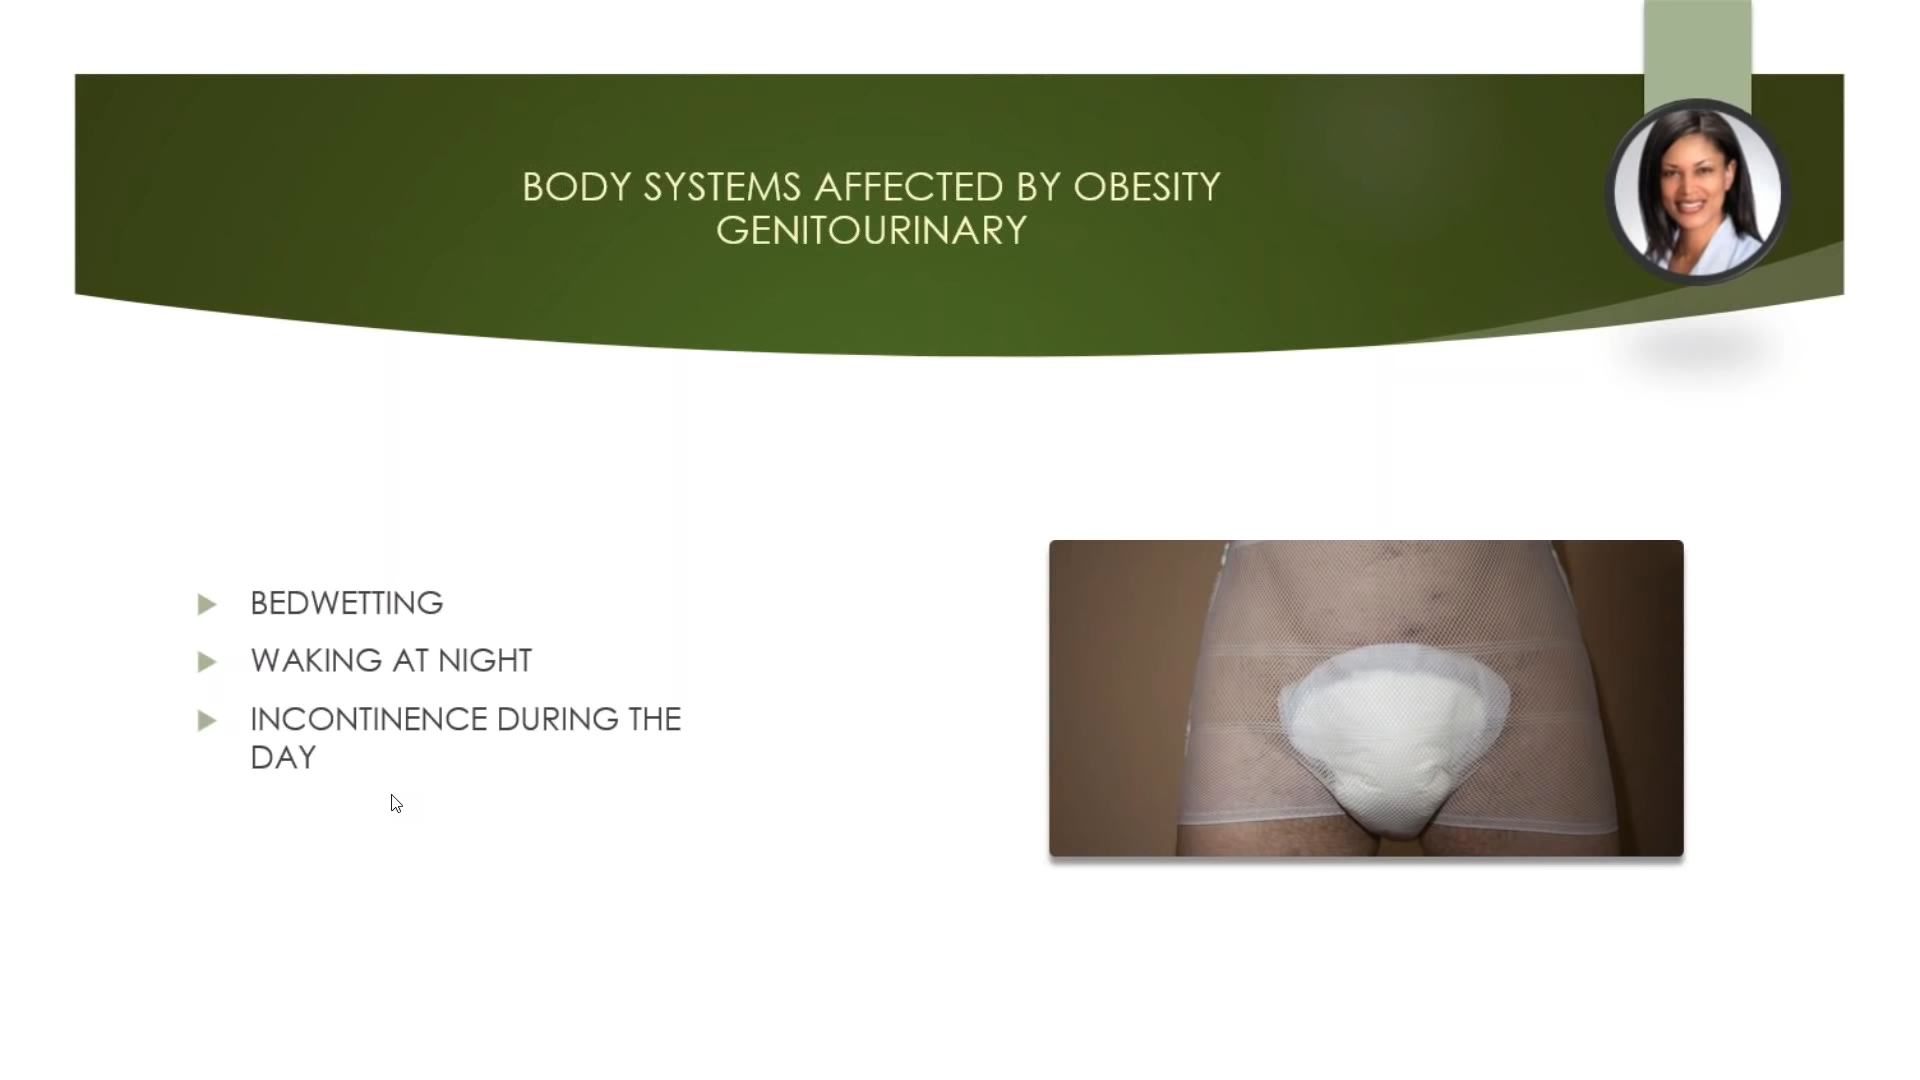 BODY SYSTEMS AFFECTED BY OBESITY
GENITOURINARY
BEDWETTING
WAKING AT NIGHT
INCONTINENCE DURING THE
DAY